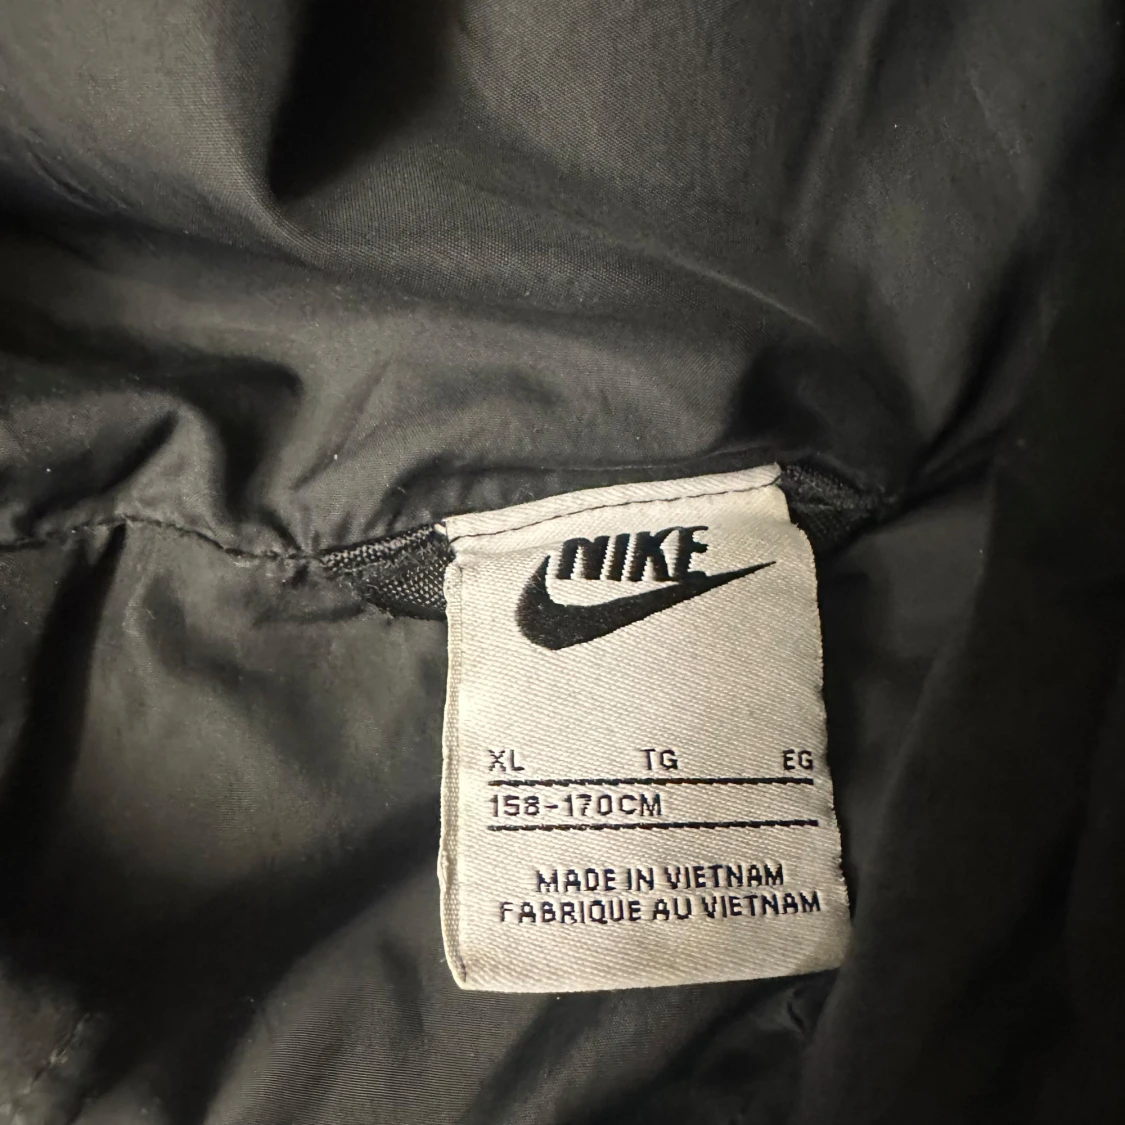 NIKE
XL TG EG
158-170CM
MADE IN VIETNAM
FABRIQUE AU VIETNAM